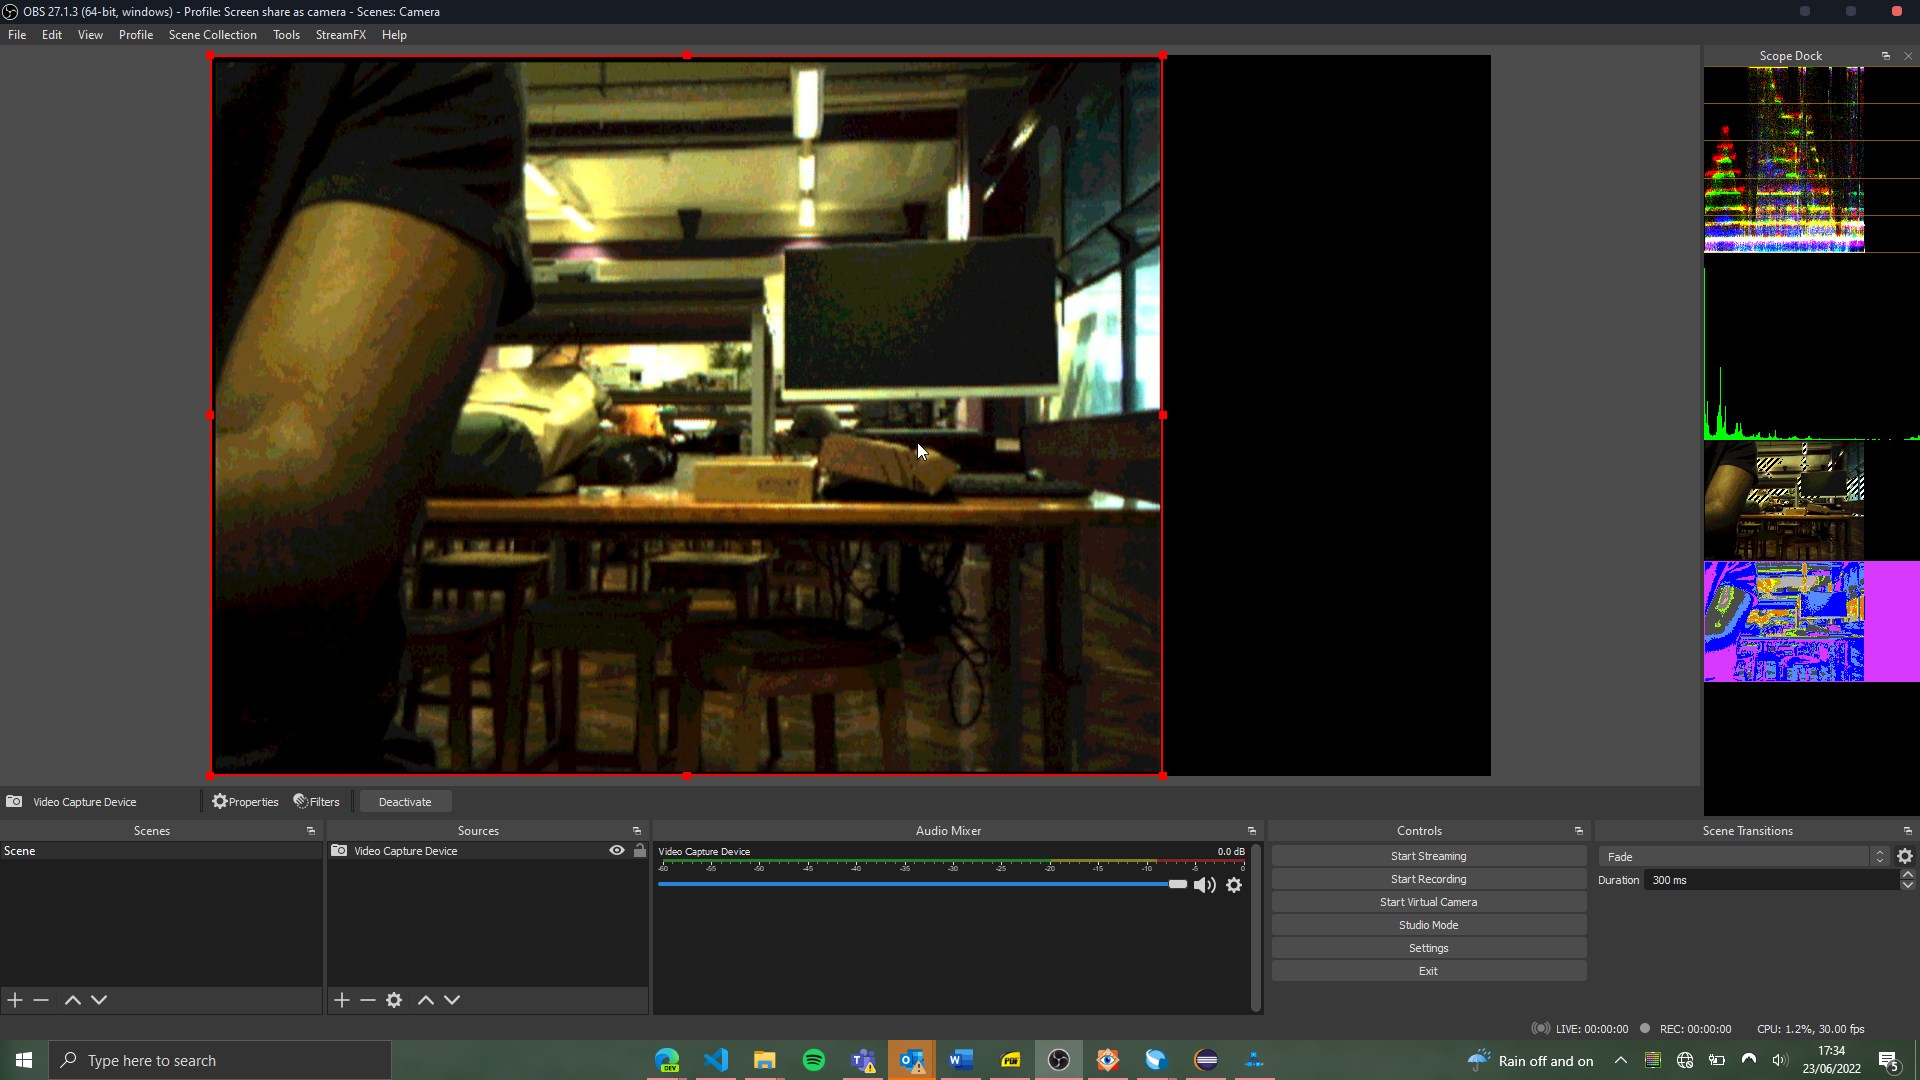 OBS 27.1.3 (64-bit, windows) - Profile: Screen share as camera - Scenes: Camera
File Edit View Profile Scene Collection Tools StreamFX Help
Scope Dock
Video Capture Device Properties Filters Deactivate
Scenes Sources Audio Mixer Controls Scene Transitions
Scene
Video Capture Device
Video Capture Device 0.0 dB
-60 -55 -50 -45 -40 -35 -30 -25 -20 -15 -10 -5 0
Start Streaming
Start Recording
Start Virtual Camera
Studio Mode
Settings
Exit
Fade
Duration 300 ms
LIVE: 00:00:00 REC: 00:00:00 CPU: 1.2%, 30.00 fps
Type here to search
DEV
PDF
Rain off and on
17:34
23/06/2022
5